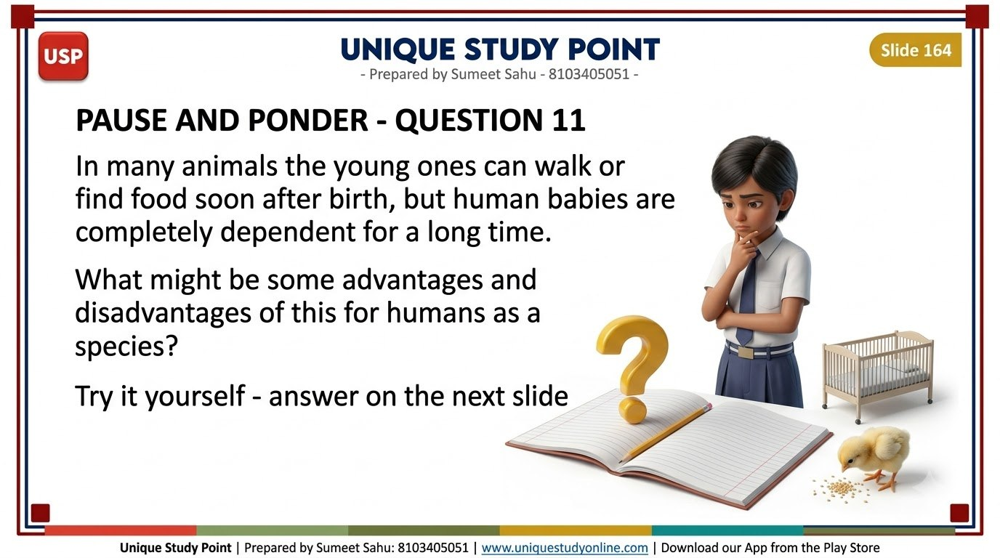 USP
UNIQUE STUDY POINT
- Prepared by Sumeet Sahu - 8103405051 -
Slide 164
PAUSE AND PONDER - QUESTION 11
In many animals the young ones can walk or
find food soon after birth, but human babies are
completely dependent for a long time.
What might be some advantages and
disadvantages of this for humans as a
species?
Try it yourself - answer on the next slide
Unique Study Point | Prepared by Sumeet Sahu: 8103405051 | www.uniquestudyonline.com | Download our App from the Play Store